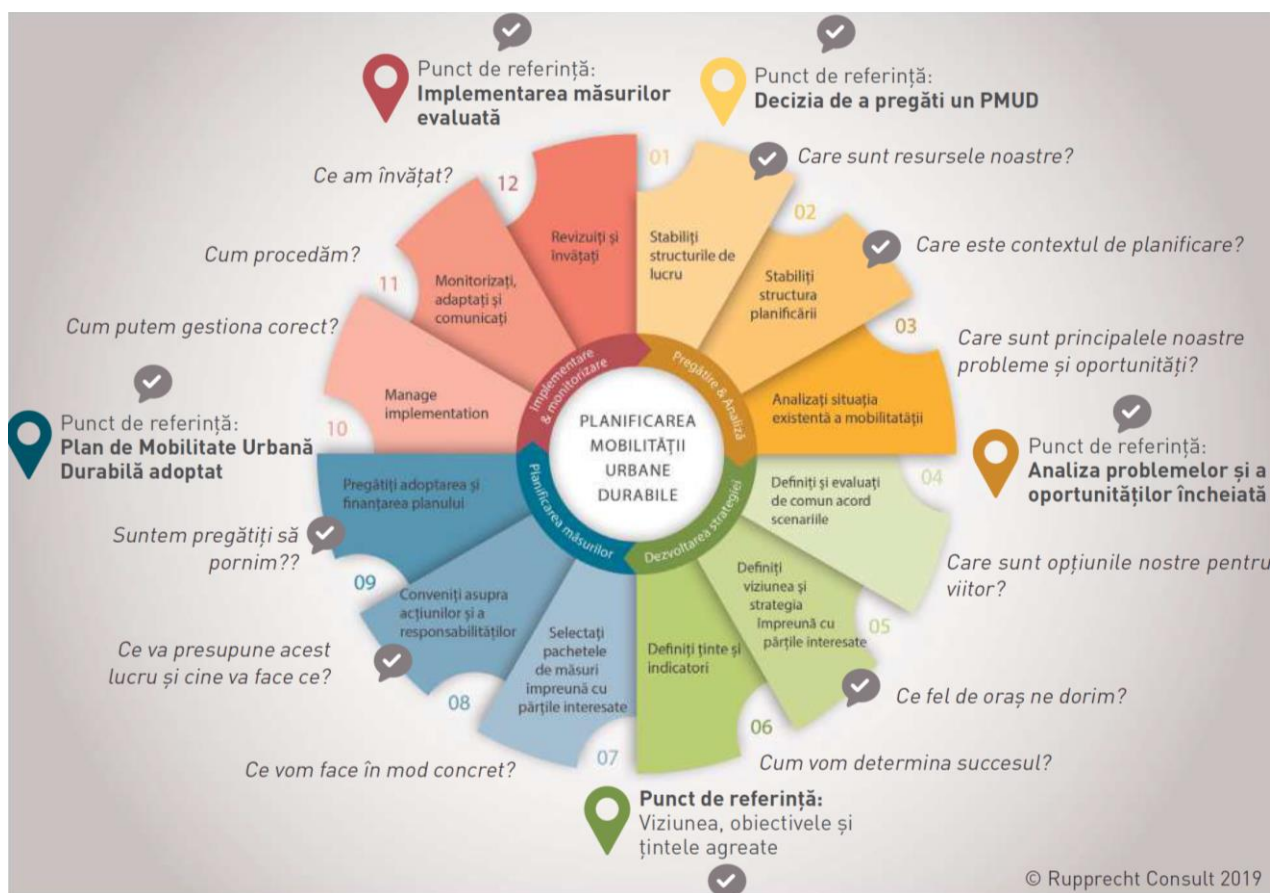 Punct de referință:
Implementarea măsurilor
evaluată
Punct de referință:
Decizia de a pregăti un PMUD
01
Stabiliți
structurile de
lucru
Care sunt resursele noastre?
02
Stabiliți
structura
planificării
Care este contextul de planificare?
03
Analizați situația
existentă a mobilitatății
Care sunt principalele noastre
probleme și oportunități?
Punct de referință:
Analiza problemelor și a
oportunităților încheiată
04
Definiți și evaluați
de comun acord
scenariile
Care sunt opțiunile nostre pentru
viitor?
05
Definiți
viziunea și
strategia
Impreună cu
părțile interesate
Ce fel de oraș ne dorim?
06
Definiți ținte și
indicatori
Cum vom determina succesul?
Punct de referință:
Viziunea, obiectivele și
țintele agreate
07
Selectați
pachetele
de măsuri
împreună cu
părțile interesate
Ce vom face în mod concret?
08
Conveniți asupra
acțiunilor și a
responsabilităților
Ce va presupune acest
lucru și cine va face ce?
09
Pregătiți adoptarea și
finanțarea planului
Suntem pregătiți să
pornim??
Punct de referință:
Plan de Mobilitate Urbană
Durabilă adoptat
10
Manage
implementation
Cum putem gestiona corect?
11
Monitorizați,
adaptați și
comunicați
Cum procedăm?
12
Revizuiți și
învățați
Ce am învățat?
Pregătire & Analiză
Dezvoltarea strategiei
Planificarea măsurilor
Implementare
& monitorizare
PLANIFICAREA
MOBILITĂȚII
URBANE
DURABILE
© Rupprecht Consult 2019